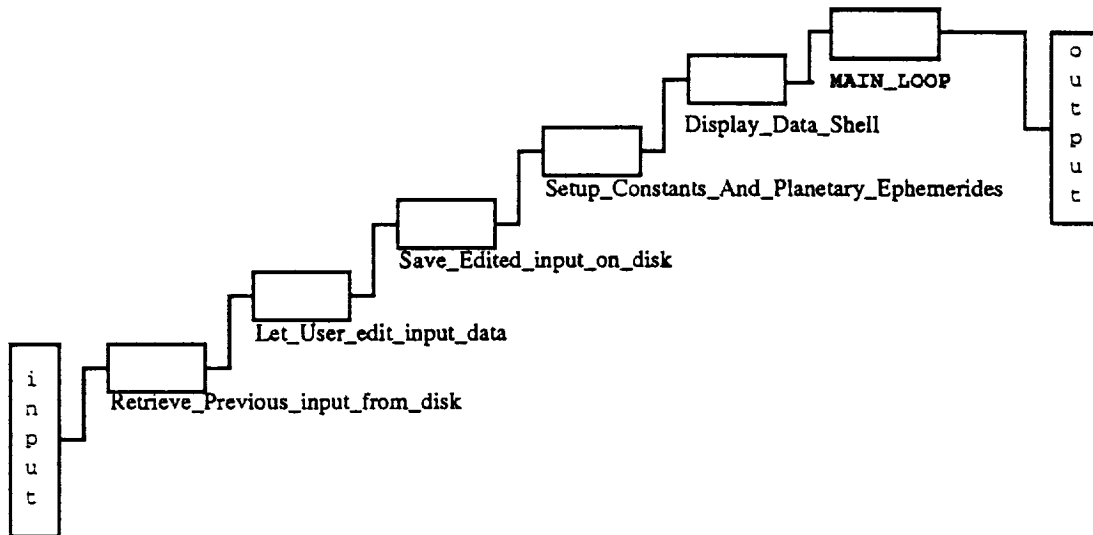 input
Retrieve_Previous_input_from_disk
Let_User_edit_input_data
Save_Edited_input_on_disk
Setup_Constants_And_Planetary_Ephemerides
Display_Data_Shell
MAIN_LOOP
output